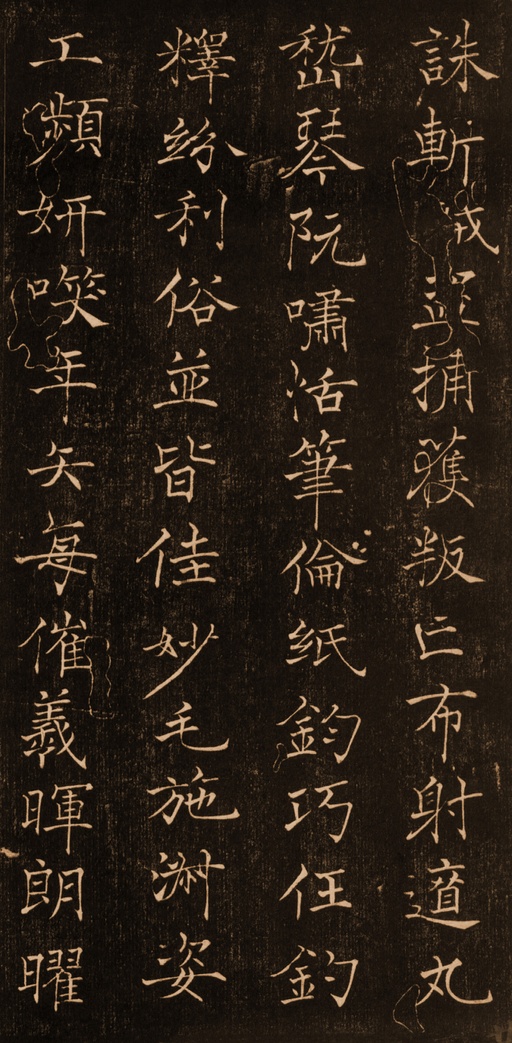 誅斬賊盜捕獲叛亡布射遼丸
嵇琴阮嘯恬筆倫紙鈞巧任釣
釋紛利俗並皆佳妙毛施淑姿
工頻妍㗛年矢每催羲暉朗曜